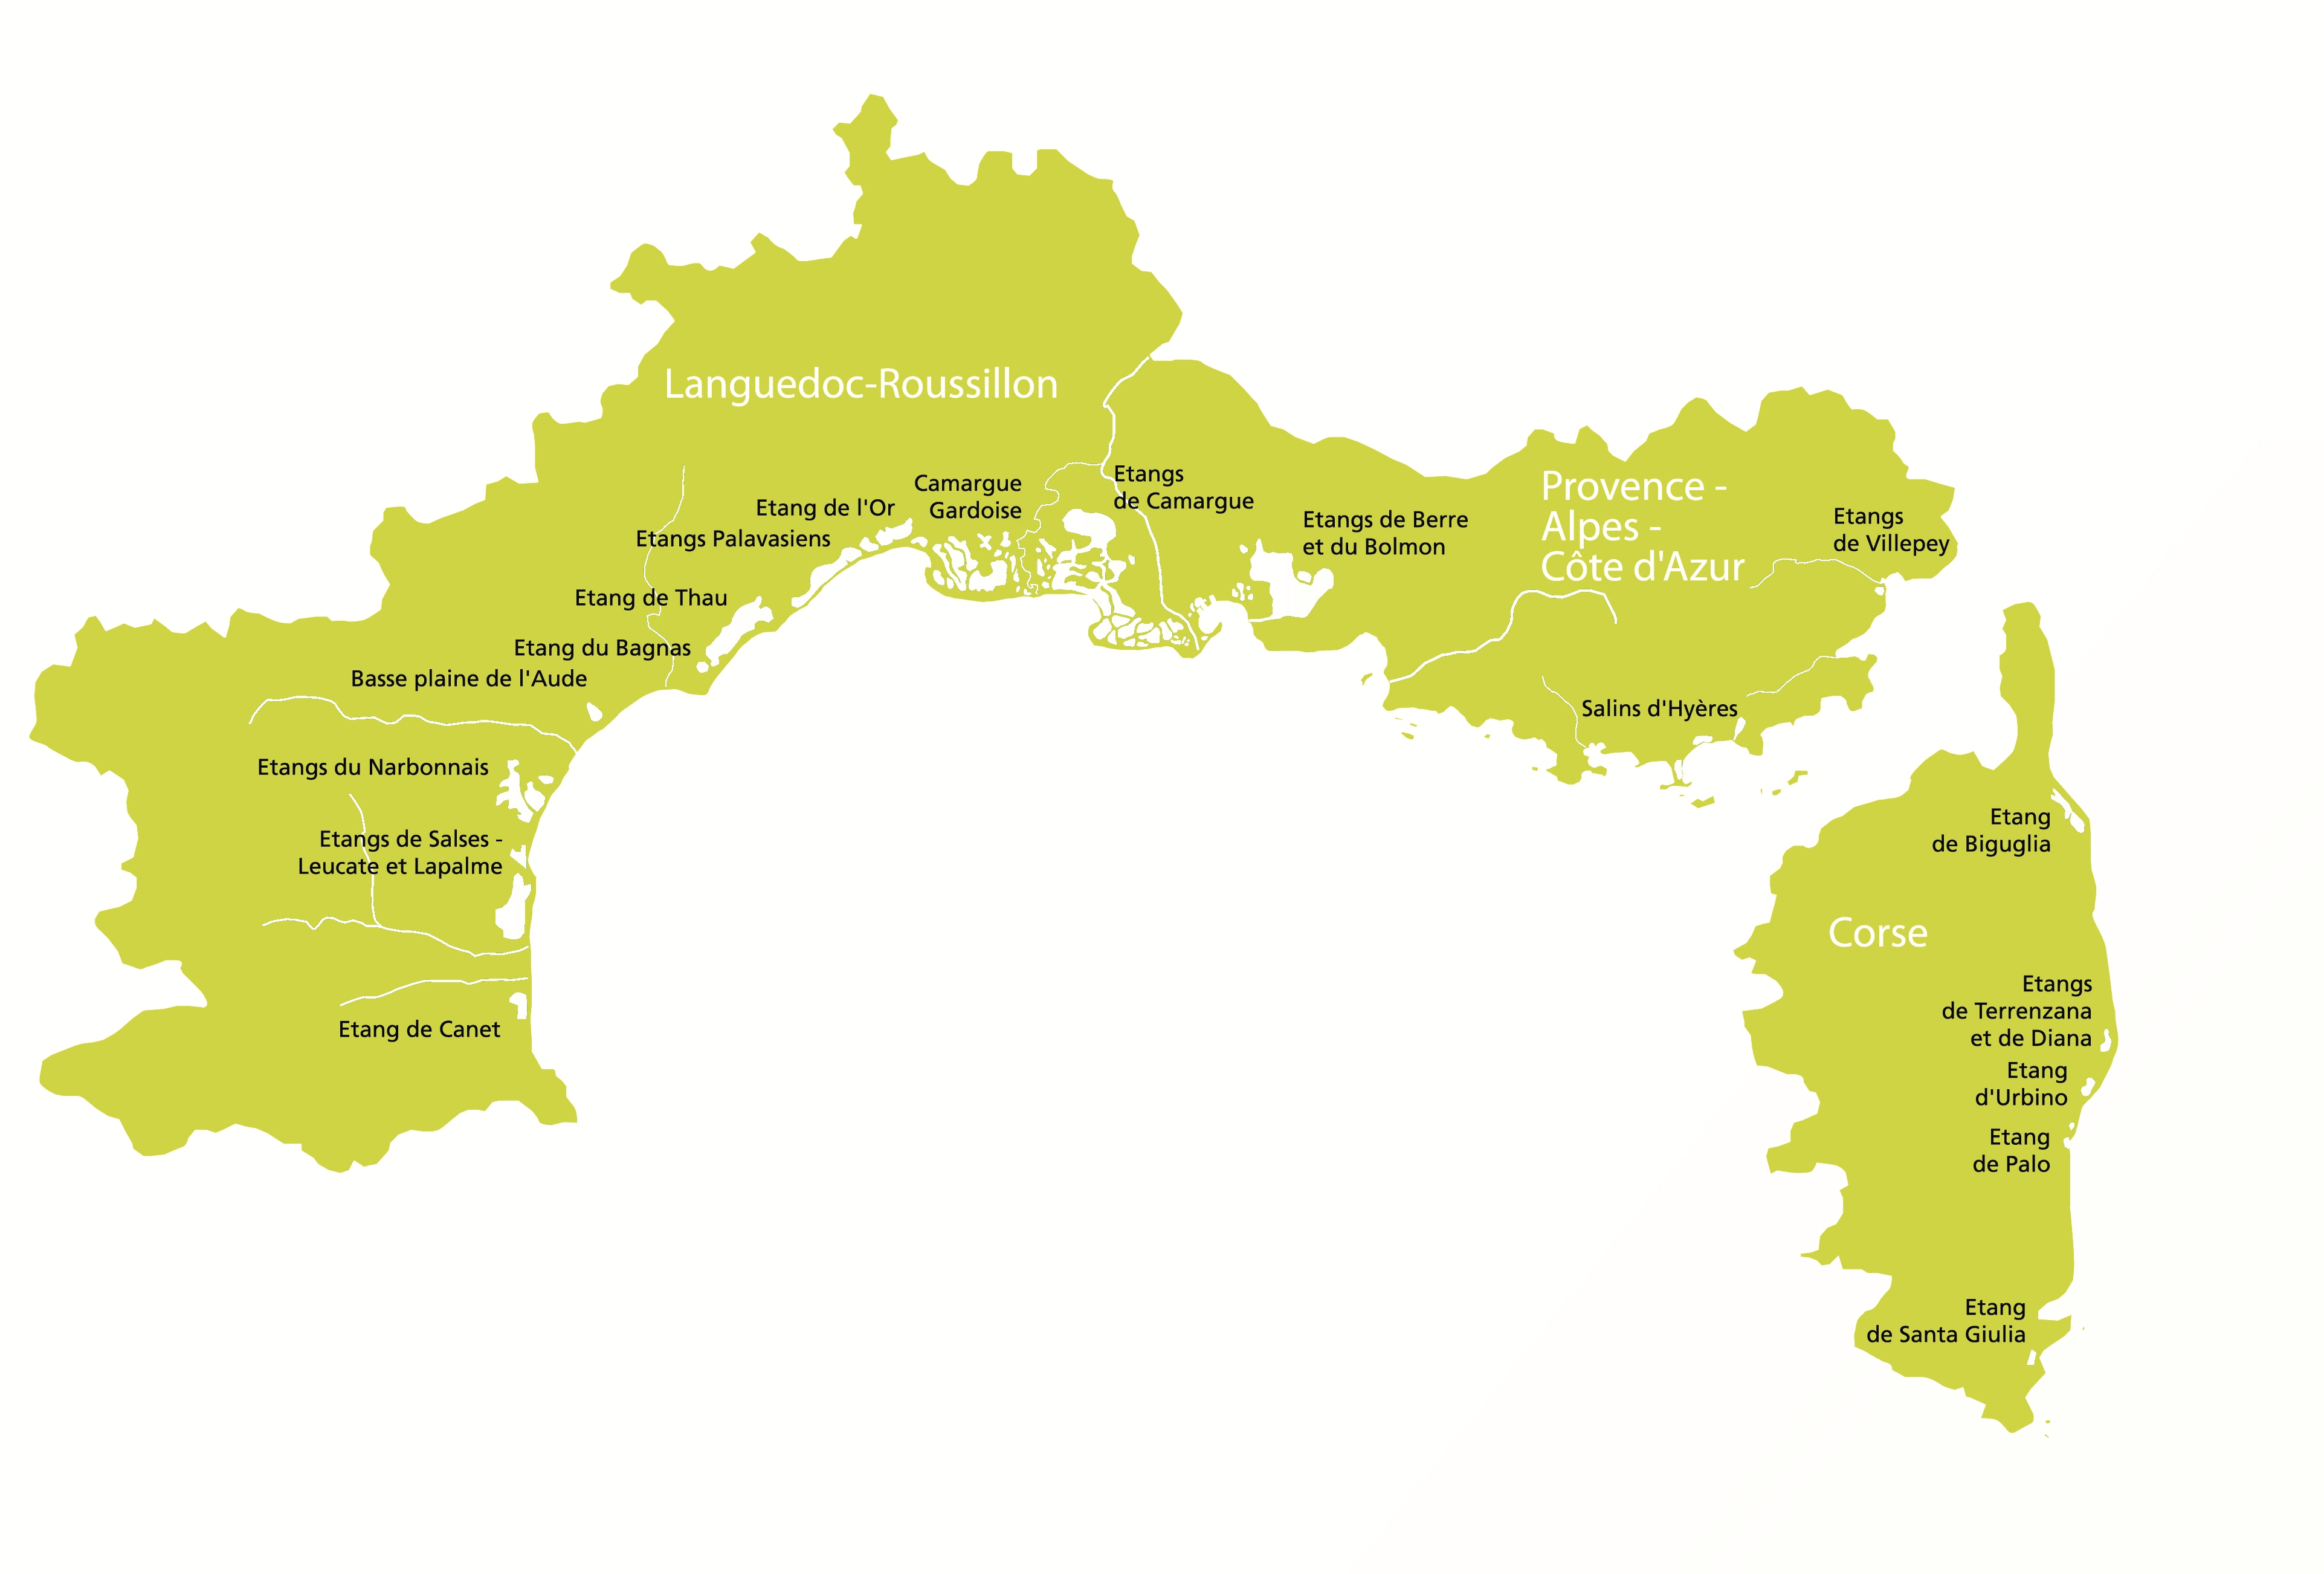 Languedoc-Roussillon
Camargue
Gardoise
Etang de l'Or
Etangs Palavasiens
Etang de Thau
Etang du Bagnas
Basse plaine de l'Aude
Etangs du Narbonnais
Etangs de Salses -
Leucate et Lapalme
Etang de Canet
Etangs
de Camargue
Etangs de Berre
et du Bolmon
Provence -
Alpes -
Côte d'Azur
Etangs
de Villepey
Salins d'Hyères
Etang
de Biguglia
Corse
Etangs
de Terrenzana
et de Diana
Etang
d'Urbino
Etang
de Palo
Etang
de Santa Giulia